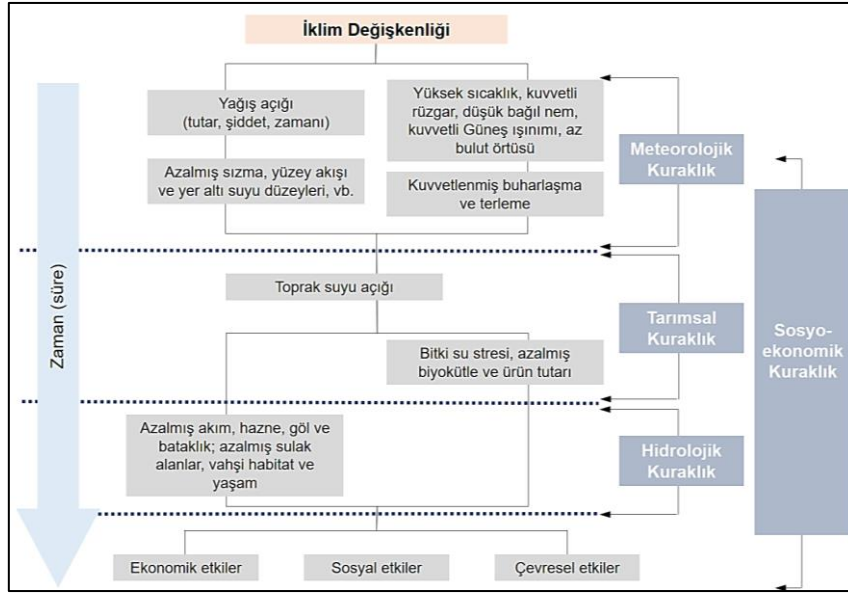 İklim Değişkenliği
Yağış açığı
(tutar, şiddet, zamanı)
Yüksek sıcaklık, kuvvetli
rüzgar, düşük bağıl nem,
kuvvetli Güneş ışınımı, az
bulut örtüsü
Meteorolojik
Kuraklık
Azalmış sızma, yüzey akışı
ve yer altı suyu düzeyleri, vb.
Kuvvetlenmiş buharlaşma
ve terleme
Zaman (süre)
Toprak suyu açığı
Tarımsal
Kuraklık
Sosyo-
ekonomik
Kuraklık
Bitki su stresi, azalmış
biyokütle ve ürün tutarı
Azalmış akım, hazne, göl ve
bataklık; azalmış sulak
alanlar, vahşi habitat ve
yaşam
Hidrolojik
Kuraklık
Ekonomik etkiler
Sosyal etkiler
Çevresel etkiler